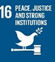 16 PEACE, JUSTICE
AND STRONG
INSTITUTIONS